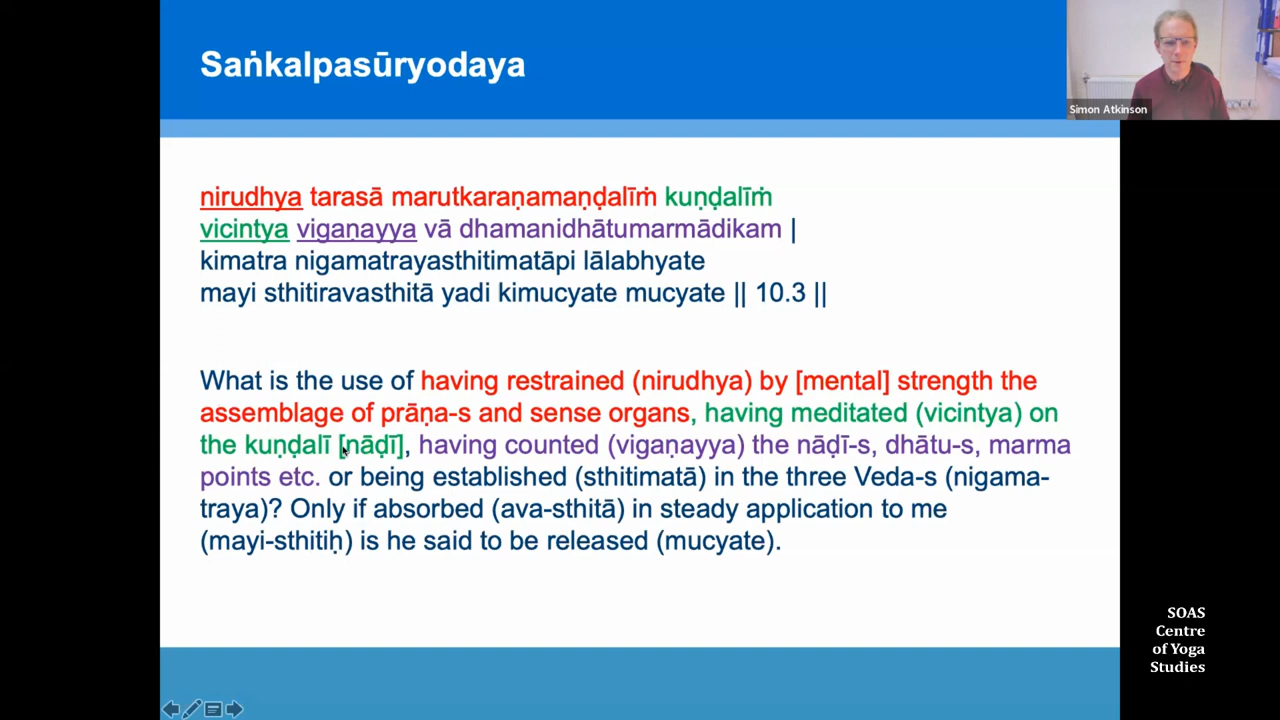 Saṅkalpasūryodaya
Simon Atkinson
nirudhya tarasā marutkaraṇamaṇḍalīṁ kuṇḍalīṁ
vicintya vigaṇayya vā dhamanidhātumarmādikam |
kimatra nigamatrayasthitimatāpi lālabhyate
mayi sthitiravasthitā yadi kimucyate mucyate || 10.3 ||
What is the use of having restrained (nirudhya) by [mental] strength the
assemblage of prāṇa-s and sense organs, having meditated (vicintya) on
the kuṇḍalī [nāḍī], having counted (vigaṇayya) the nāḍī-s, dhātu-s, marma
points etc. or being established (sthitimatā) in the three Veda-s (nigama-
traya)? Only if absorbed (ava-sthitā) in steady application to me
(mayi-sthitiḥ) is he said to be released (mucyate).
SOAS
Centre
of Yoga
Studies